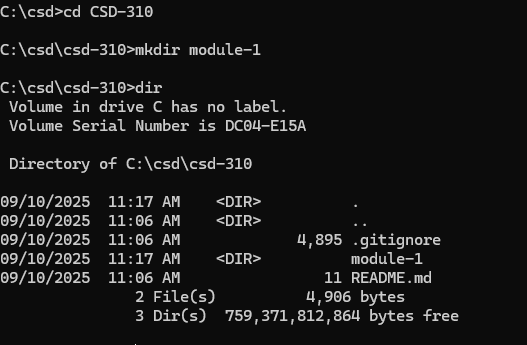 C:\csd>cd CSD-310
C:\csd\csd-310>mkdir module-1
C:\csd\csd-310>dir
 Volume in drive C has no label.
 Volume Serial Number is DC04-E15A
 Directory of C:\csd\csd-310
09/10/2025  11:17 AM    <DIR>          .
09/10/2025  11:06 AM    <DIR>          ..
09/10/2025  11:06 AM             4,895 .gitignore
09/10/2025  11:17 AM    <DIR>          module-1
09/10/2025  11:06 AM                11 README.md
               2 File(s)          4,906 bytes
               3 Dir(s)  759,371,812,864 bytes free